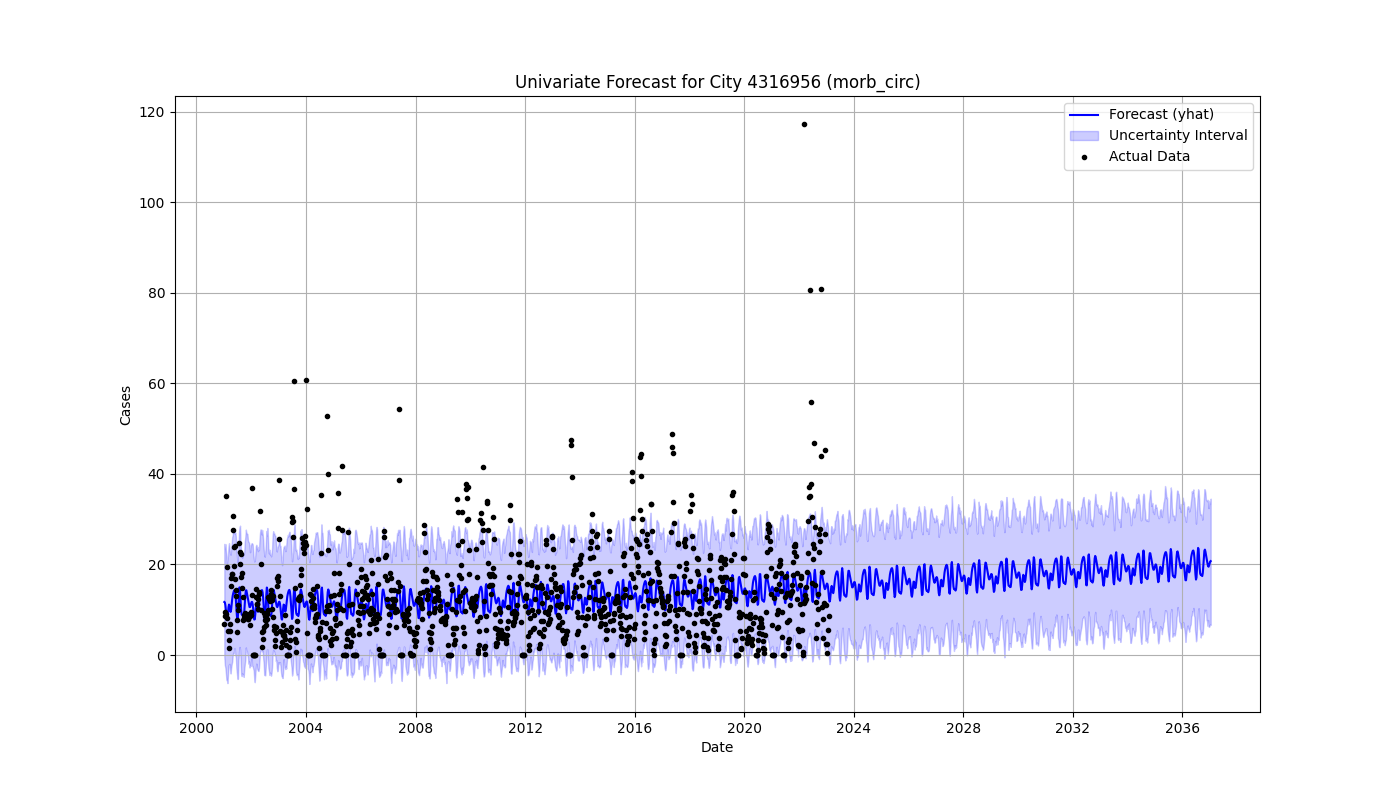 Univariate Forecast for City 4316956 (morb_circ)
Forecast (yhat)
Uncertainty Interval
Actual Data
Cases
120
100
80
60
40
20
0
2000 2004 2008 2012 2016 2020 2024 2028 2032 2036
Date